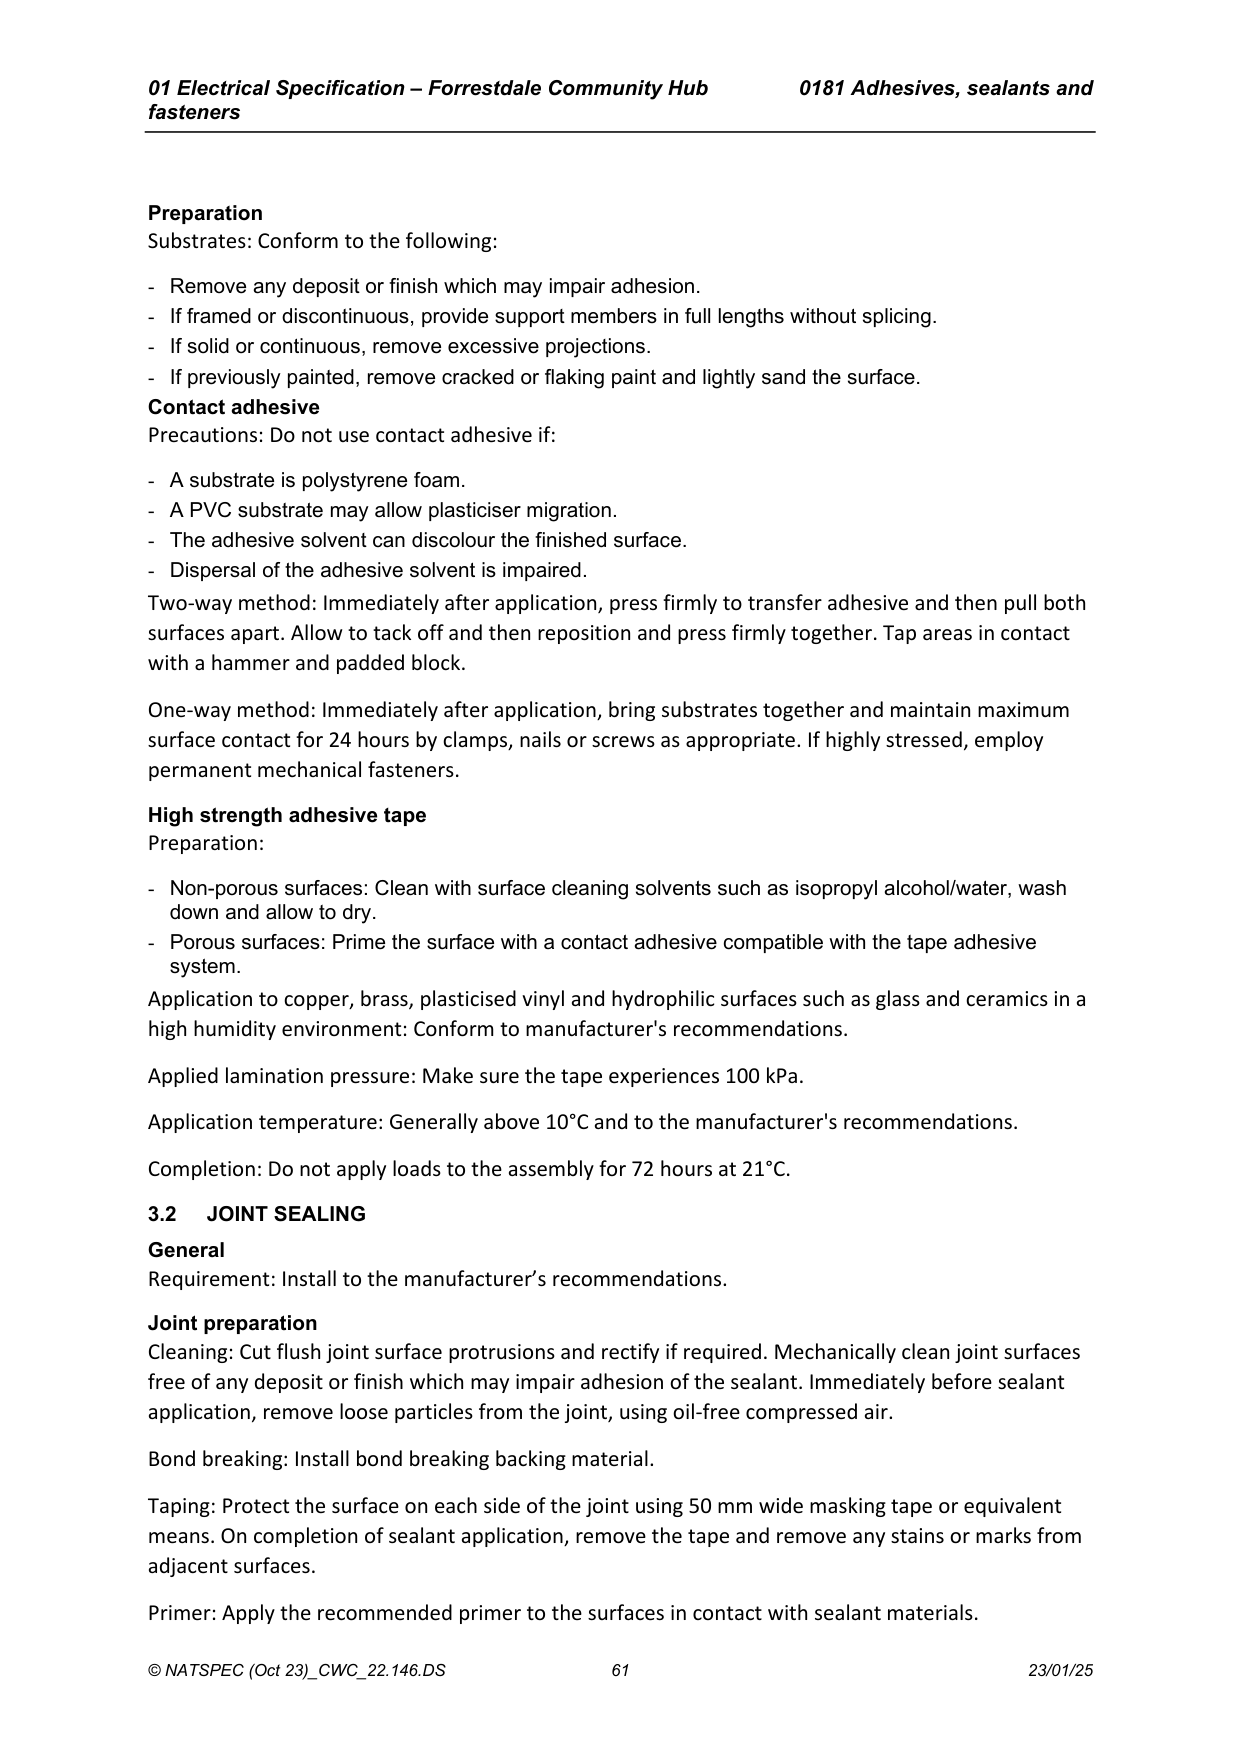 01 Electrical Specification – Forrestdale Community Hub 0181 Adhesives, sealants and
fasteners
Preparation
Substrates: Conform to the following:
- Remove any deposit or finish which may impair adhesion.
- If framed or discontinuous, provide support members in full lengths without splicing.
- If solid or continuous, remove excessive projections.
- If previously painted, remove cracked or flaking paint and lightly sand the surface.
Contact adhesive
Precautions: Do not use contact adhesive if:
- A substrate is polystyrene foam.
- A PVC substrate may allow plasticiser migration.
- The adhesive solvent can discolour the finished surface.
- Dispersal of the adhesive solvent is impaired.
Two-way method: Immediately after application, press firmly to transfer adhesive and then pull both
surfaces apart. Allow to tack off and then reposition and press firmly together. Tap areas in contact
with a hammer and padded block.
One-way method: Immediately after application, bring substrates together and maintain maximum
surface contact for 24 hours by clamps, nails or screws as appropriate. If highly stressed, employ
permanent mechanical fasteners.
High strength adhesive tape
Preparation:
- Non-porous surfaces: Clean with surface cleaning solvents such as isopropyl alcohol/water, wash
down and allow to dry.
- Porous surfaces: Prime the surface with a contact adhesive compatible with the tape adhesive
system.
Application to copper, brass, plasticised vinyl and hydrophilic surfaces such as glass and ceramics in a
high humidity environment: Conform to manufacturer's recommendations.
Applied lamination pressure: Make sure the tape experiences 100 kPa.
Application temperature: Generally above 10°C and to the manufacturer's recommendations.
Completion: Do not apply loads to the assembly for 72 hours at 21°C.
3.2 JOINT SEALING
General
Requirement: Install to the manufacturer’s recommendations.
Joint preparation
Cleaning: Cut flush joint surface protrusions and rectify if required. Mechanically clean joint surfaces
free of any deposit or finish which may impair adhesion of the sealant. Immediately before sealant
application, remove loose particles from the joint, using oil-free compressed air.
Bond breaking: Install bond breaking backing material.
Taping: Protect the surface on each side of the joint using 50 mm wide masking tape or equivalent
means. On completion of sealant application, remove the tape and remove any stains or marks from
adjacent surfaces.
Primer: Apply the recommended primer to the surfaces in contact with sealant materials.
© NATSPEC (Oct 23)_CWC_22.146.DS 61 23/01/25